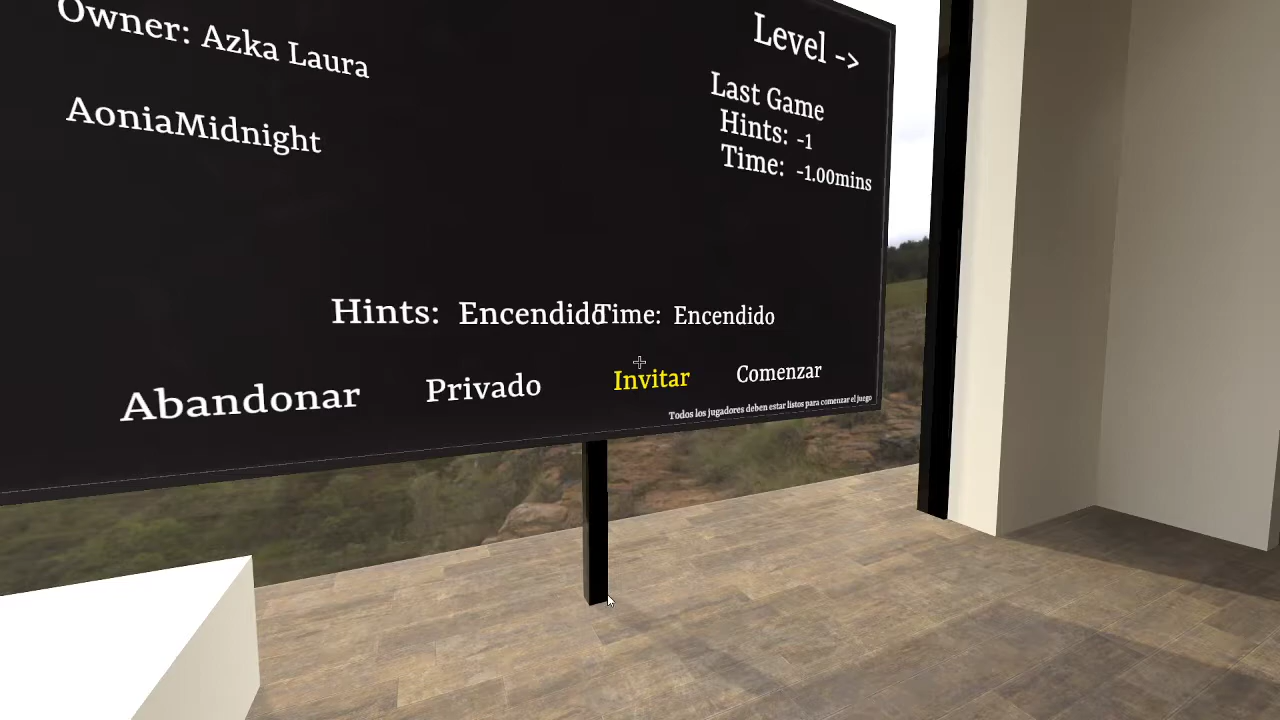 Owner: Azka Laura
AoniaMidnight
Level ->
Last Game
Hints: -1
Time: -1.00mins
Hints: Encendido Time: Encendido
Abandonar Privado Invitar Comenzar
Todos los jugadores deben estar listos para comenzar el juego